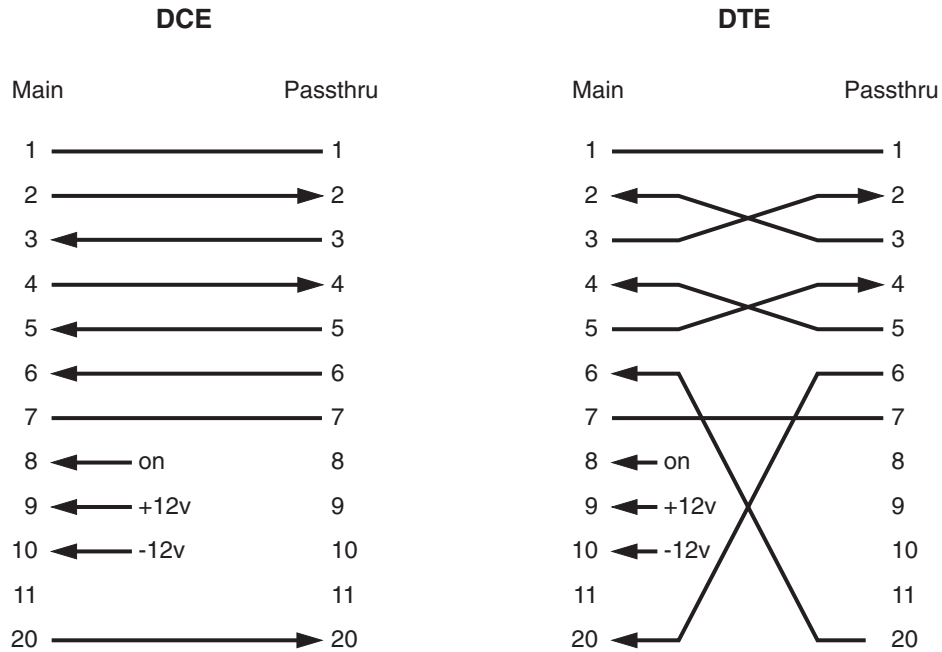 DCE DTE
Main Passthru Main Passthru
1 1 1 1
2 2 2 2
3 3 3 3
4 4 4 4
5 5 5 5
6 6 6 6
7 7 7 7
8 on 8 8 on 8
9 +12v 9 9 +12v 9
10 -12v 10 10 -12v 10
11 11 11 11
20 20 20 20